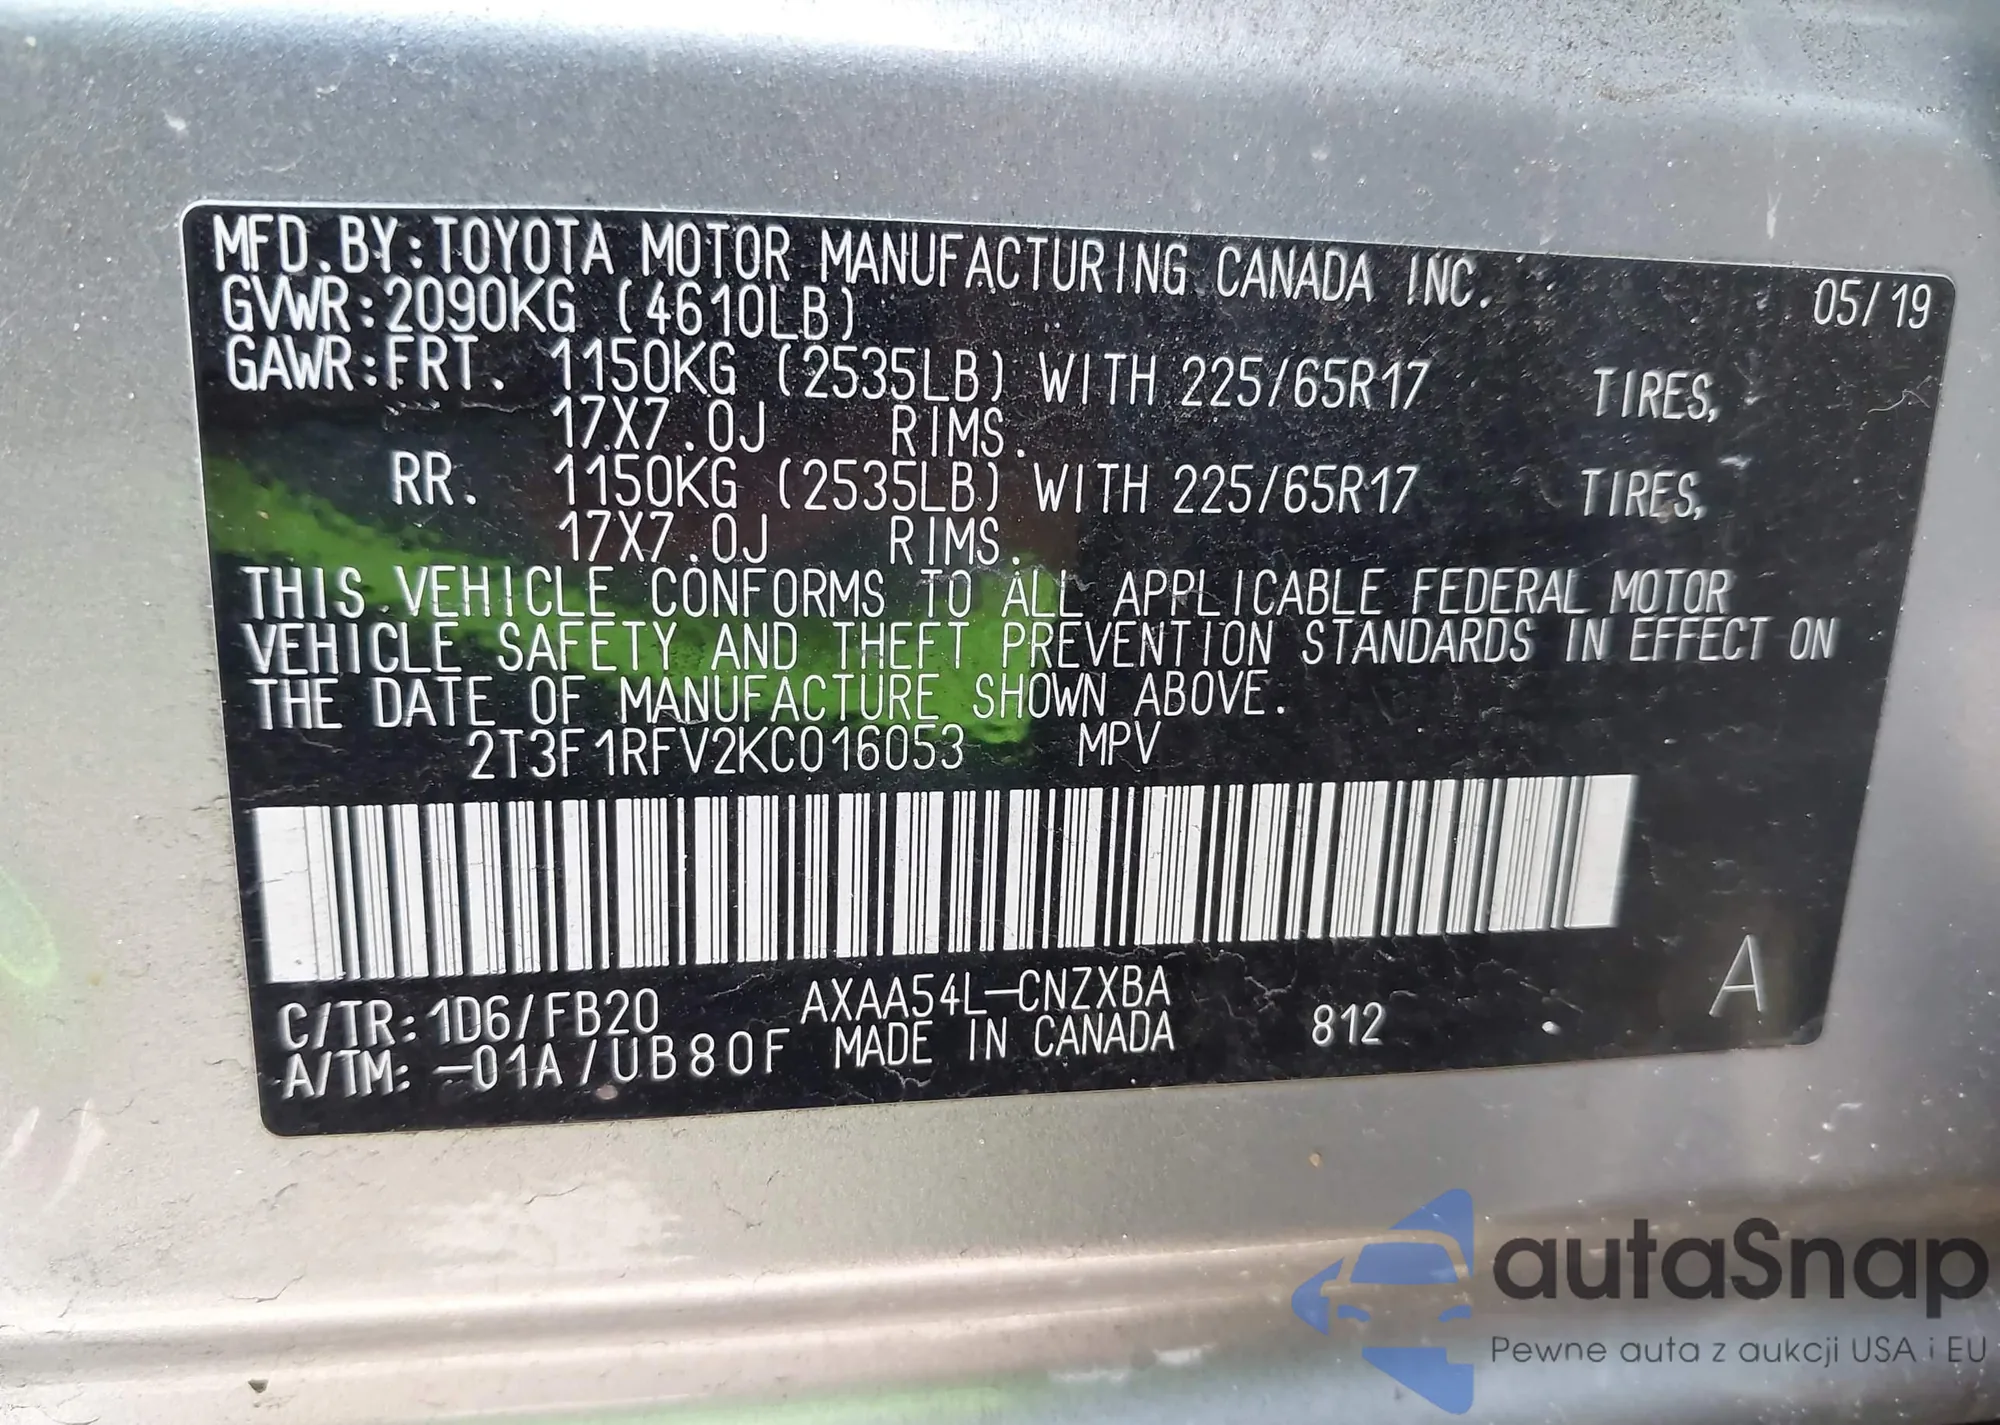 MFD.BY:TOYOTA MOTOR MANUFACTURING CANADA INC. 05/19
GVWR:2090KG (4610LB)
GAWR:FRT. 1150KG (2535LB) WITH 225/65R17 TIRES,
17X7.0J RIMS.
RR. 1150KG (2535LB) WITH 225/65R17 TIRES,
17X7.0J RIMS.
THIS VEHICLE CONFORMS TO ALL APPLICABLE FEDERAL MOTOR
VEHICLE SAFETY AND THEFT PREVENTION STANDARDS IN EFFECT ON
THE DATE OF MANUFACTURE SHOWN ABOVE.
2T3F1RFV2KC016053 MPV
C/TR:1D6/FB20 AXAA54L-CNZXBA A
A/TM:-01A/UB80F MADE IN CANADA 812
autaSnap
Pewne auta z aukcji USA i EU